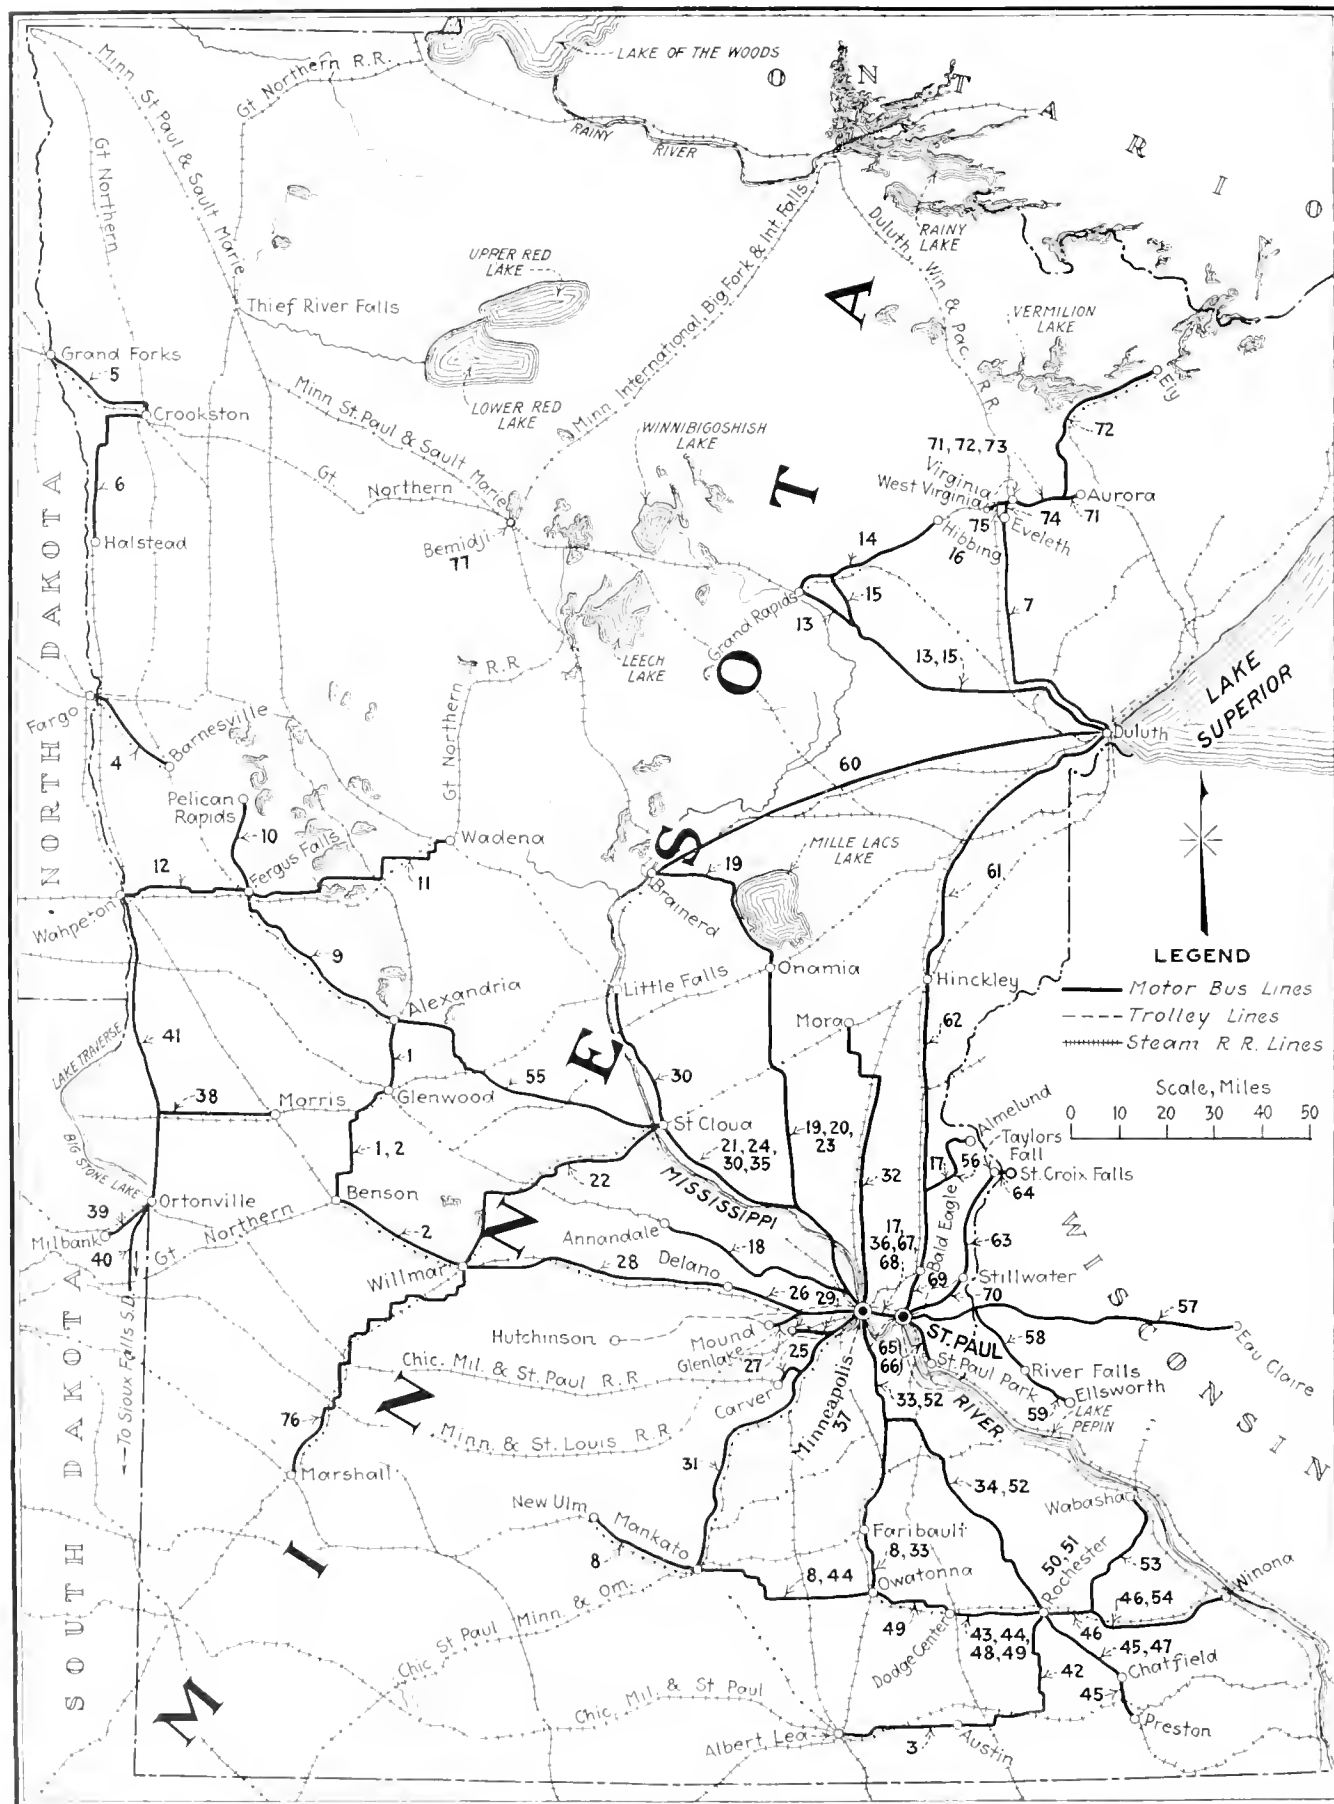 LAKE OF THE WOODS
O N T A R I O
Minn St. Paul & Sault Marie
Gt Northern R.R.
Gt Northern
RAINY RIVER
RAINY
LAKE
Duluth, Win & Pac. R R
Minn International Big Fork & Int. Falls
UPPER RED
LAKE
Thief River Falls
VERMILION
LAKE
Grand Forks
5
Crookston
LOWER RED
LAKE
Minn St. Paul & Sault Marie
Ely
72
WINNIBIGOSHISH
LAKE
71, 72, 73
Virginia
West Virginia
Gt Northern
6
Halstead
Bemidji
77
14
75
Hibbing
16
Eveleth
74
Aurora
71
Grand Rapids
13
15
7
13, 15
LEECH
LAKE
Gt Northern R.R
LAKE
SUPERIOR
Duluth
Fargo
4
Barnesville
60
Pelican
Rapids
10
Wadena
11
Fergus Falls
12
Wahpeton
MILLE LACS
LAKE
19
Brainerd
61
NORTH DAKOTA
9
Little Falls
Onamia
Hinckley
Alexandria
Mora
62
LEGEND
Motor Bus Lines
Trolley Lines
Steam R R. Lines
Scale, Miles
0 10 20 30 40 50
LAKE TRAVERSE
41
1
55
30
38
Morris
Glenwood
St Cloud
21, 24,
30, 35
19, 20,
23
32
Almelund
Taylors
Fall
St. Croix Falls
64
56
17
BIG STONE LAKE
1, 2
22
MISSISSIPPI
39
Ortonville
Benson
Milbank
40
Gt Northern
2
Annandale
18
17,
36, 67,
68
Bald Eagle
63
Willmar
28
Delano
26
29
69
Stillwater
70
57
Eau Claire
WISCONSIN
To Sioux Falls S.D.
Hutchinson
Mound
Glenlake
27
25
ST. PAUL
65
66
St. Paul Park
58
River Falls
Ellsworth
59
LAKE
PEPIN
RIVER
Chic. Mil. & St. Paul R. R
Carver
Minneapolis
37
33, 52
76
Minn. & St. Louis R.R.
Marshall
31
34, 52
Wabasha
New Ulm
Mankato
8
Faribault
8, 33
50, 51
Rochester
53
Winona
8, 44
Owatonna
46, 54
Chic St Paul Minn. & Om.
49
Dodge Center
43, 44,
48, 49
46
45, 47
Chatfield
42
45
Preston
Chic. Mil. & St Paul
Albert Lea
3
Austin
SOUTH DAKOTA
MINNESOTA